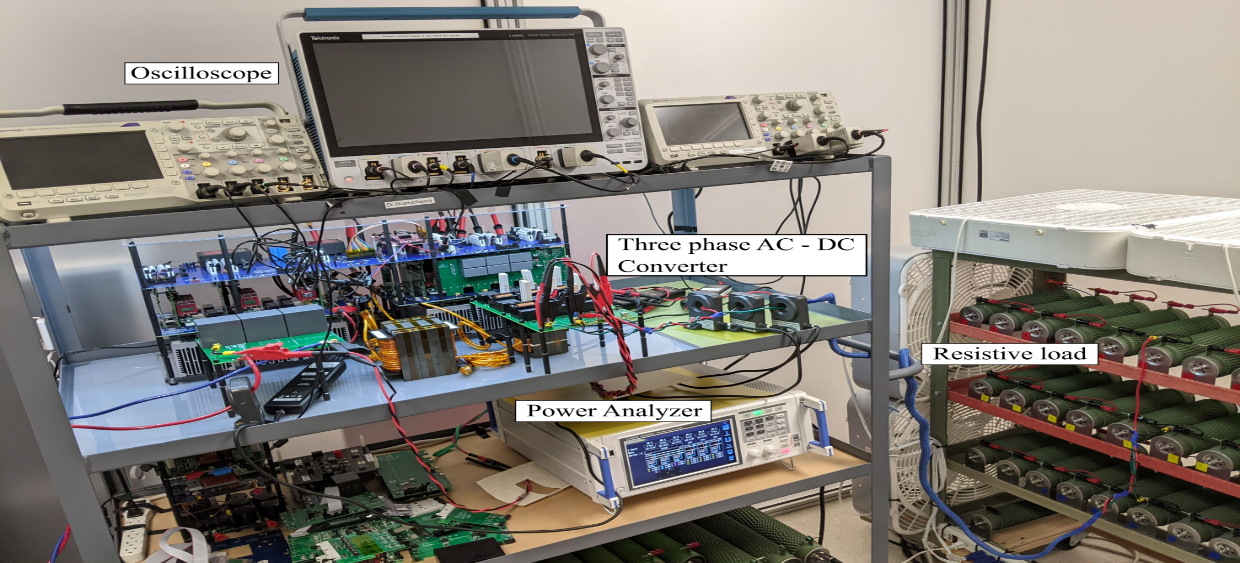 Tektronix
Oscilloscope
Three phase AC - DC
Converter
Resistive load
Power Analyzer